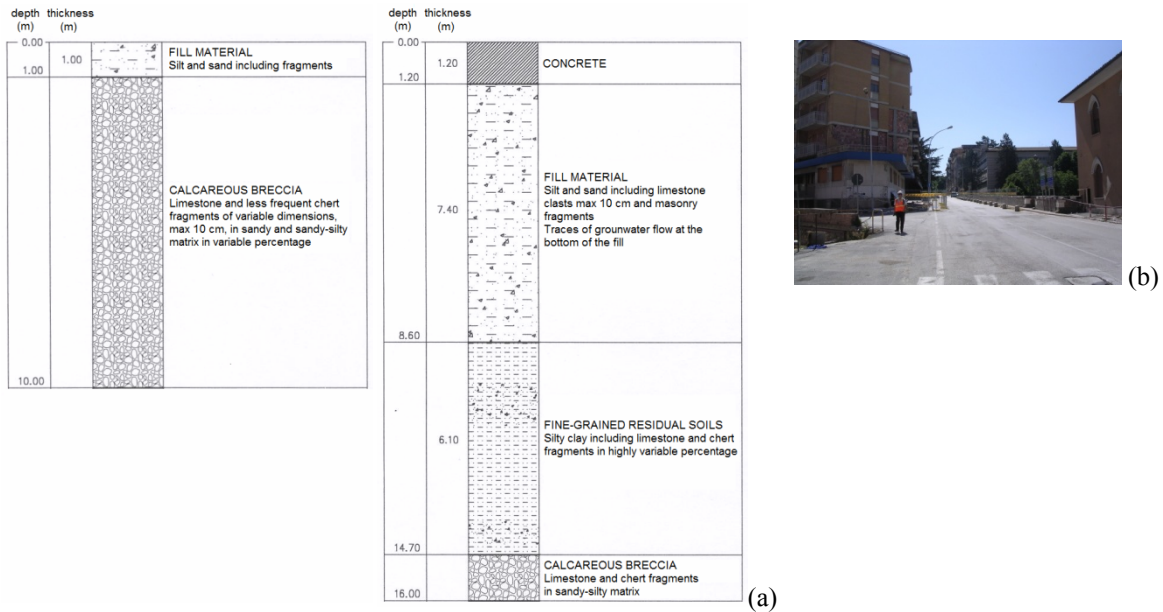 depth thickness
(m) (m)
0.00
1.00
FILL MATERIAL
Silt and sand including fragments
1.00
CALCAREOUS BRECCIA
Limestone and less frequent chert
fragments of variable dimensions,
max 10 cm, in sandy and sandy-silty
matrix in variable percentage
10.00
depth thickness
(m) (m)
0.00
1.20
CONCRETE
1.20
FILL MATERIAL
Silt and sand including limestone
clasts max 10 cm and masonry
fragments
Traces of grounwater flow at the
bottom of the fill
7.40
8.60
FINE-GRAINED RESIDUAL SOILS
Silty clay including limestone and chert
fragments in highly variable percentage
6.10
14.70
CALCAREOUS BRECCIA
Limestone and chert fragments
in sandy-silty matrix
16.00
(a)
(b)